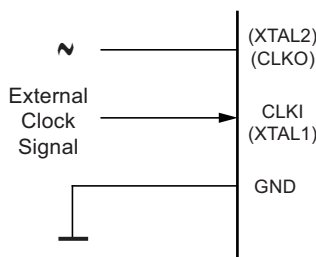 (XTAL2)
(CLKO)
External
Clock
Signal
CLKI
(XTAL1)
GND